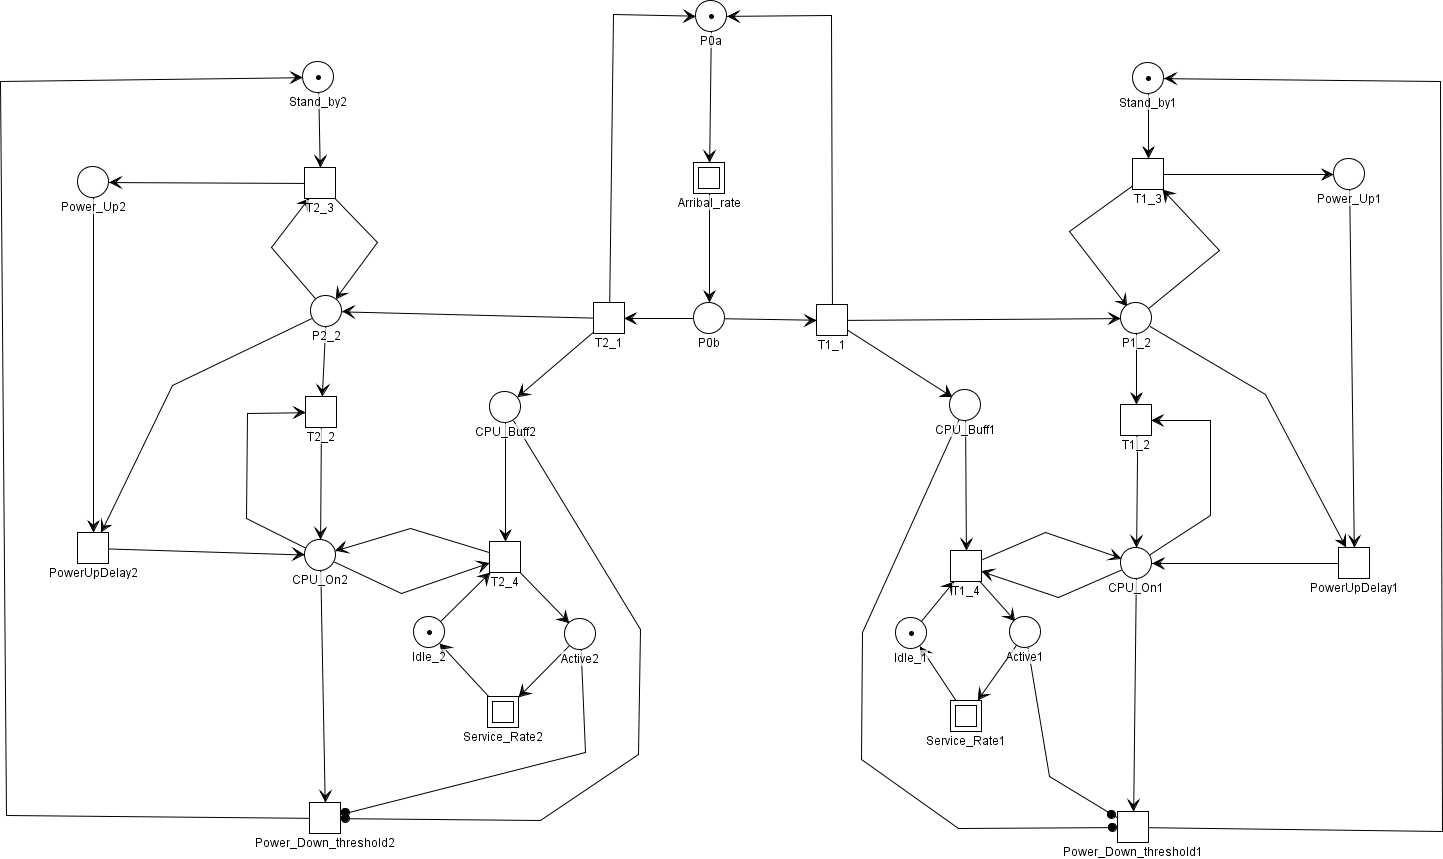 P0a
Stand_by2
Stand_by1
Arribal_rate
T2_3
Power_Up2
T1_3
Power_Up1
P2_2
T2_1
P0b
T1_1
P1_2
T2_2
CPU_Buff2
CPU_Buff1
T1_2
PowerUpDelay2
CPU_On2
T2_4
T1_4
CPU_On1
PowerUpDelay1
Idle_2
Active2
Idle_1
Active1
Service_Rate2
Service_Rate1
Power_Down_threshold2
Power_Down_threshold1